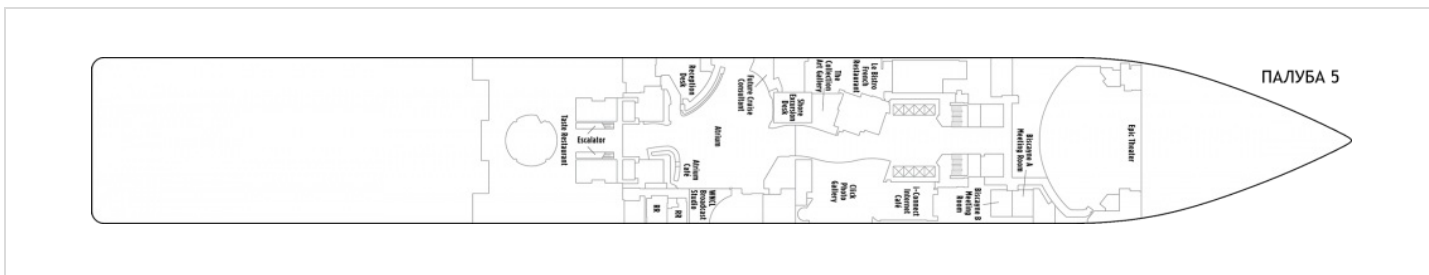 ПАЛУБА 5
Taste Restaurant
Escalator
Reception
Desk
Atrium
Atrium
Café
WNCL
Broadcast
Studio
RR
RR
Future Cruise
Consultant
Shore
Excursion
Desk
The
Collection
Art Gallery
Le Bistro
French
Restaurant
Click
Photo
Gallery
i-Connect
Internet
Café
Biscayne A
Meeting Room
Biscayne B
Meeting
Room
Epic Theater